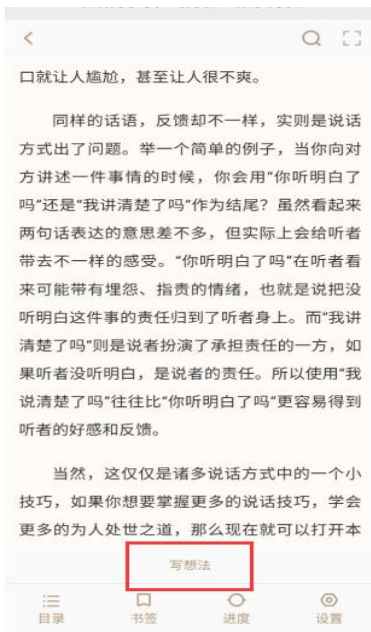 口就让人尴尬，甚至让人很不爽。
同样的话语，反馈却不一样，实则是说话
方式出了问题。举一个简单的例子，当你向对
方讲述一件事情的时候，你会用“你听明白了
吗”还是“我讲清楚了吗”作为结尾？虽然看起来
两句话表达的意思差不多，但实际上会给听者
带去不一样的感受。“你听明白了吗”在听者看
来可能带有埋怨、指责的情绪，也就是说把没
听明白这件事的责任归到了听者身上。而“我讲
清楚了吗”则是说者扮演了承担责任的一方，如
果听者没听明白，是说者的责任。所以使用“我
说清楚了吗”往往比“你听明白了吗”更容易得到
听者的好感和反馈。
当然，这仅仅是诸多说话方式中的一个小
技巧，如果你想要掌握更多的说话技巧，学会
更多的为人处世之道，那么现在就可以打开本
写想法
目录 书签 进度 设置